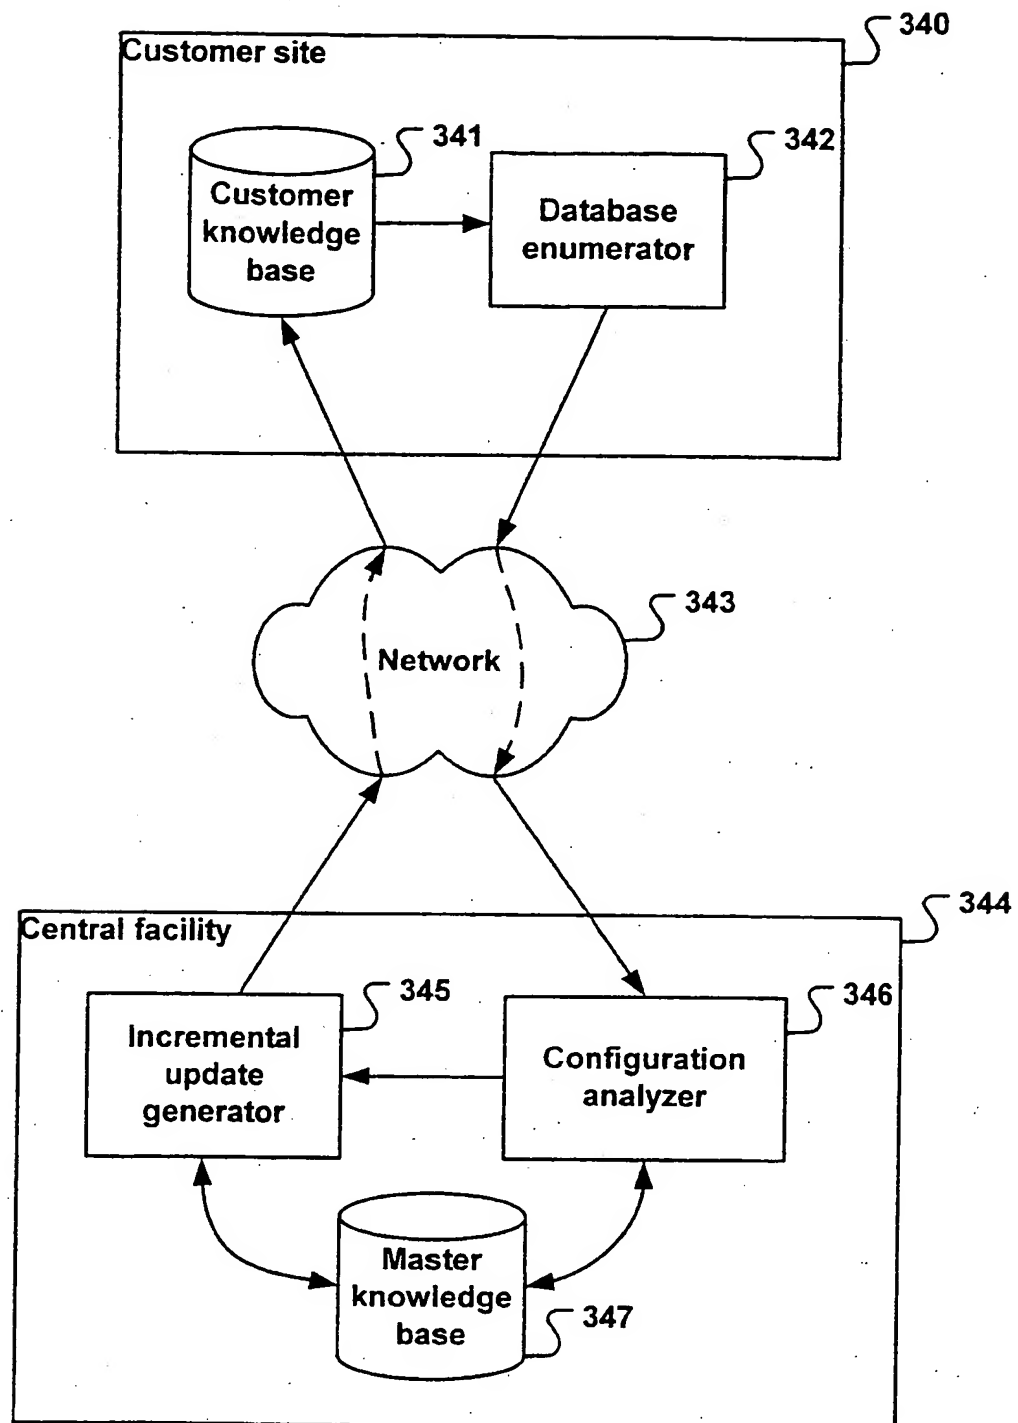 340
Customer site
341
342
Customer
knowledge
base
Database
enumerator
343
Network
344
Central facility
345
346
Incremental
update
generator
Configuration
analyzer
Master
knowledge
base
347